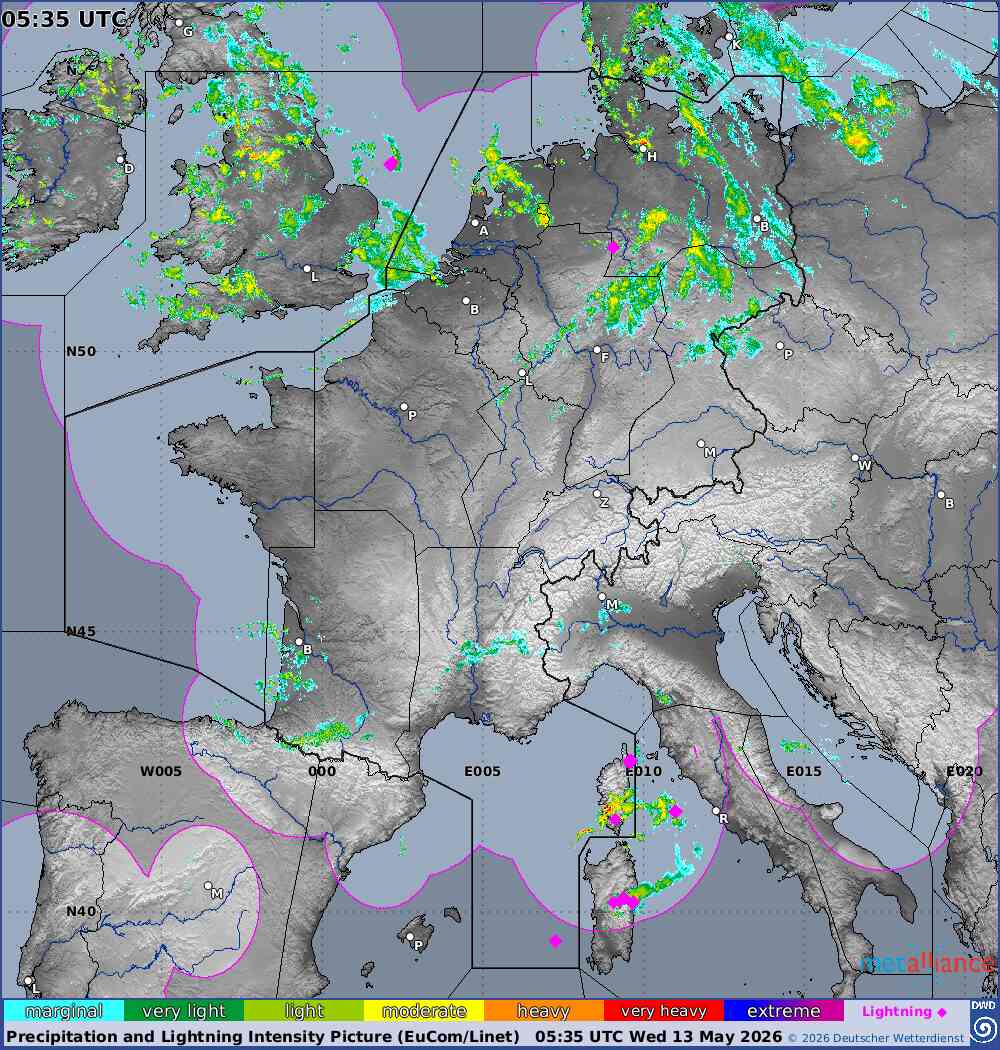 05:35 UTC
G
K
D
H
A
B
L
B
N50
F
P
L
P
M
W
Z
B
M
N45
B
W005
000
E005
E010
E015
E020
R
M
N40
P
L
metalliance
marginal very light light moderate heavy very heavy extreme Lightning
DWD
Precipitation and Lightning Intensity Picture (EuCom/Linet) 05:35 UTC Wed 13 May 2026 © 2026 Deutscher Wetterdienst